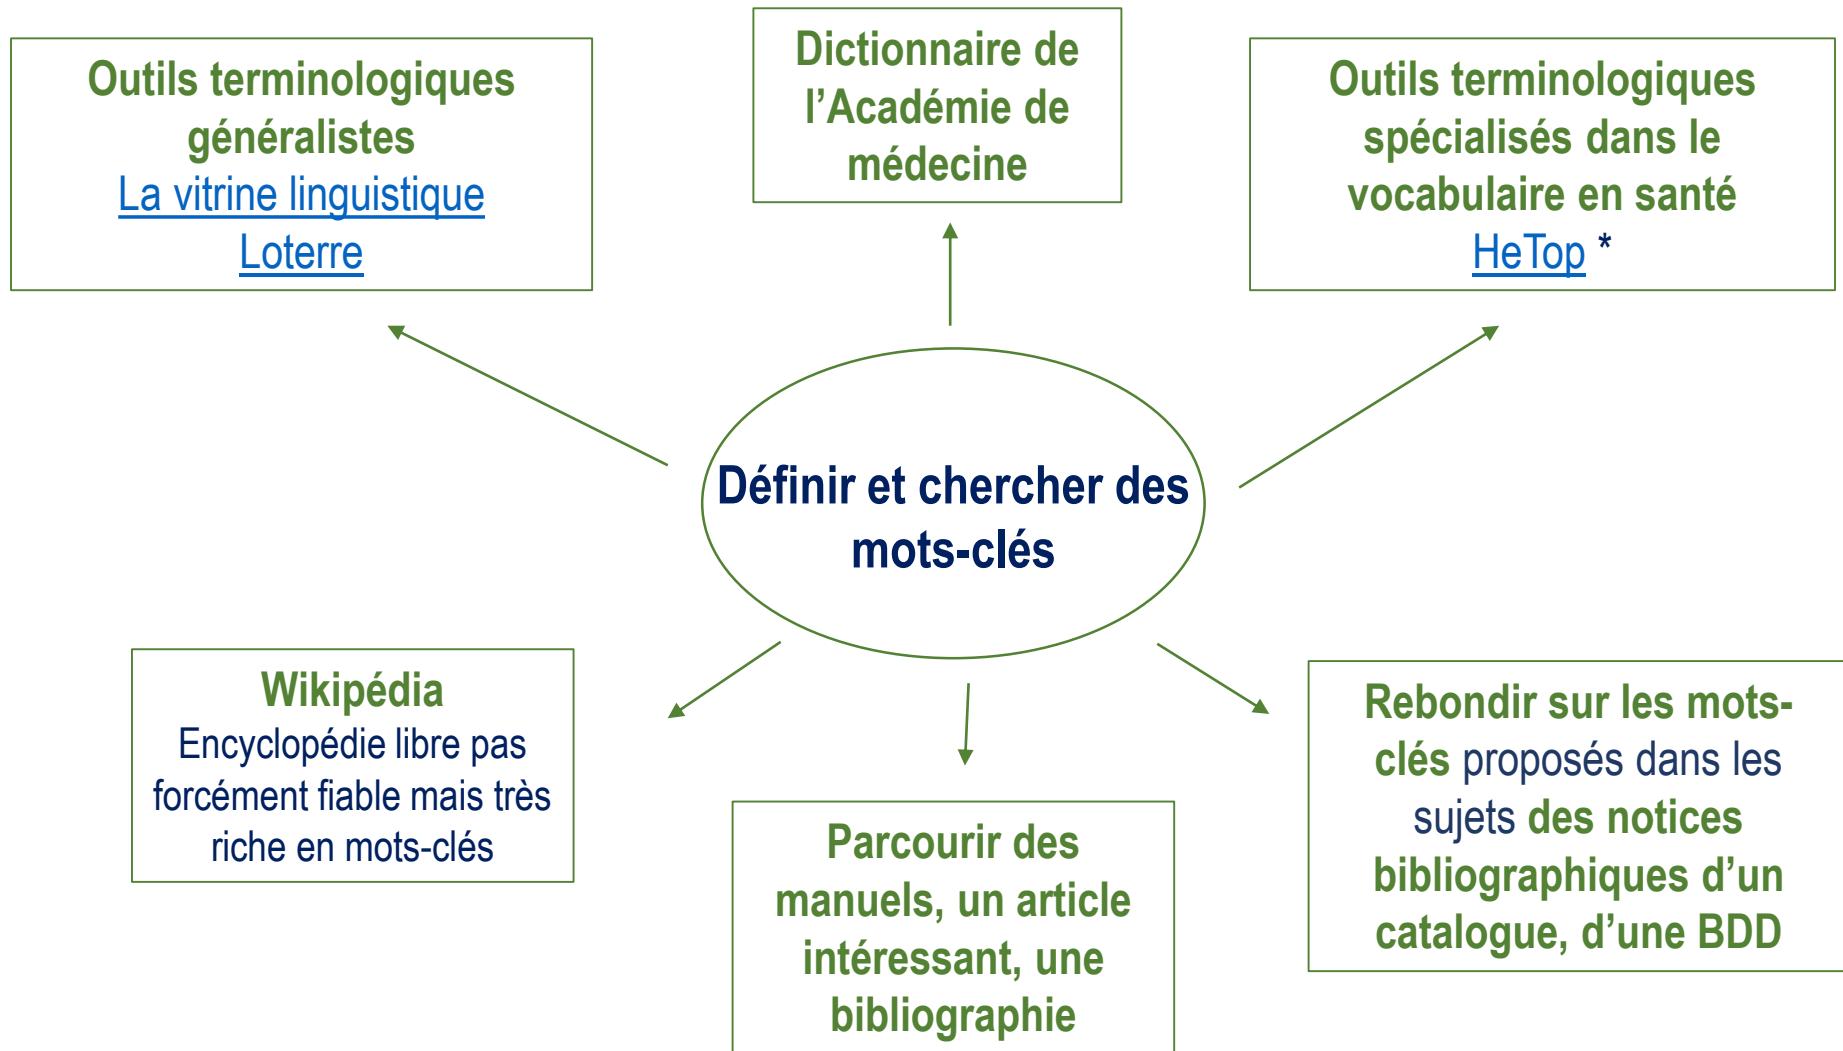 Outils terminologiques
généralistes
La vitrine linguistique
Loterre
Dictionnaire de
l’Académie de
médecine
Outils terminologiques
spécialisés dans le
vocabulaire en santé
HeTop *
Définir et chercher des
mots-clés
Wikipédia
Encyclopédie libre pas
forcément fiable mais très
riche en mots-clés
Parcourir des
manuels, un article
intéressant, une
bibliographie
Rebondir sur les mots-
clés proposés dans les
sujets des notices
bibliographiques d’un
catalogue, d’une BDD